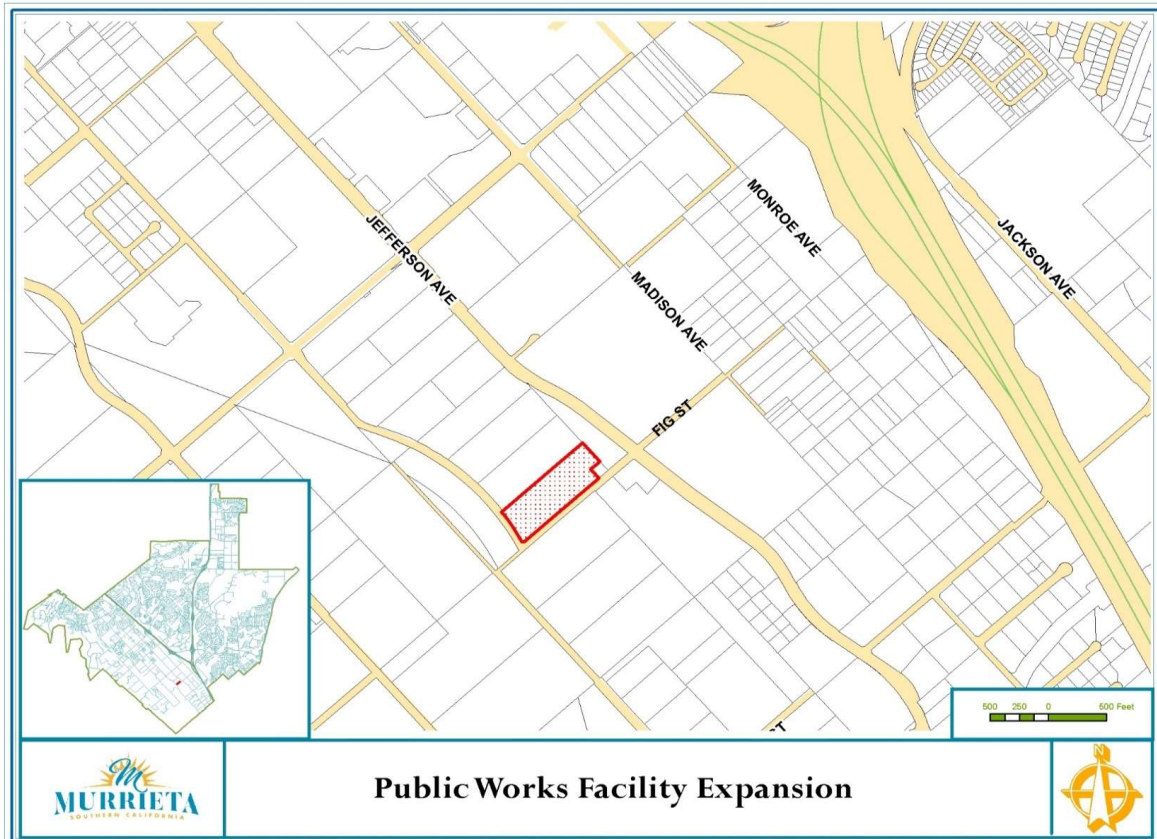 MONROE AVE
JACKSON AVE
JEFFERSON AVE
MADISON AVE
FIG ST
ST
500 250 0 500 Feet
M
MURRIETA
SOUTHERN CALIFORNIA
Public Works Facility Expansion
N